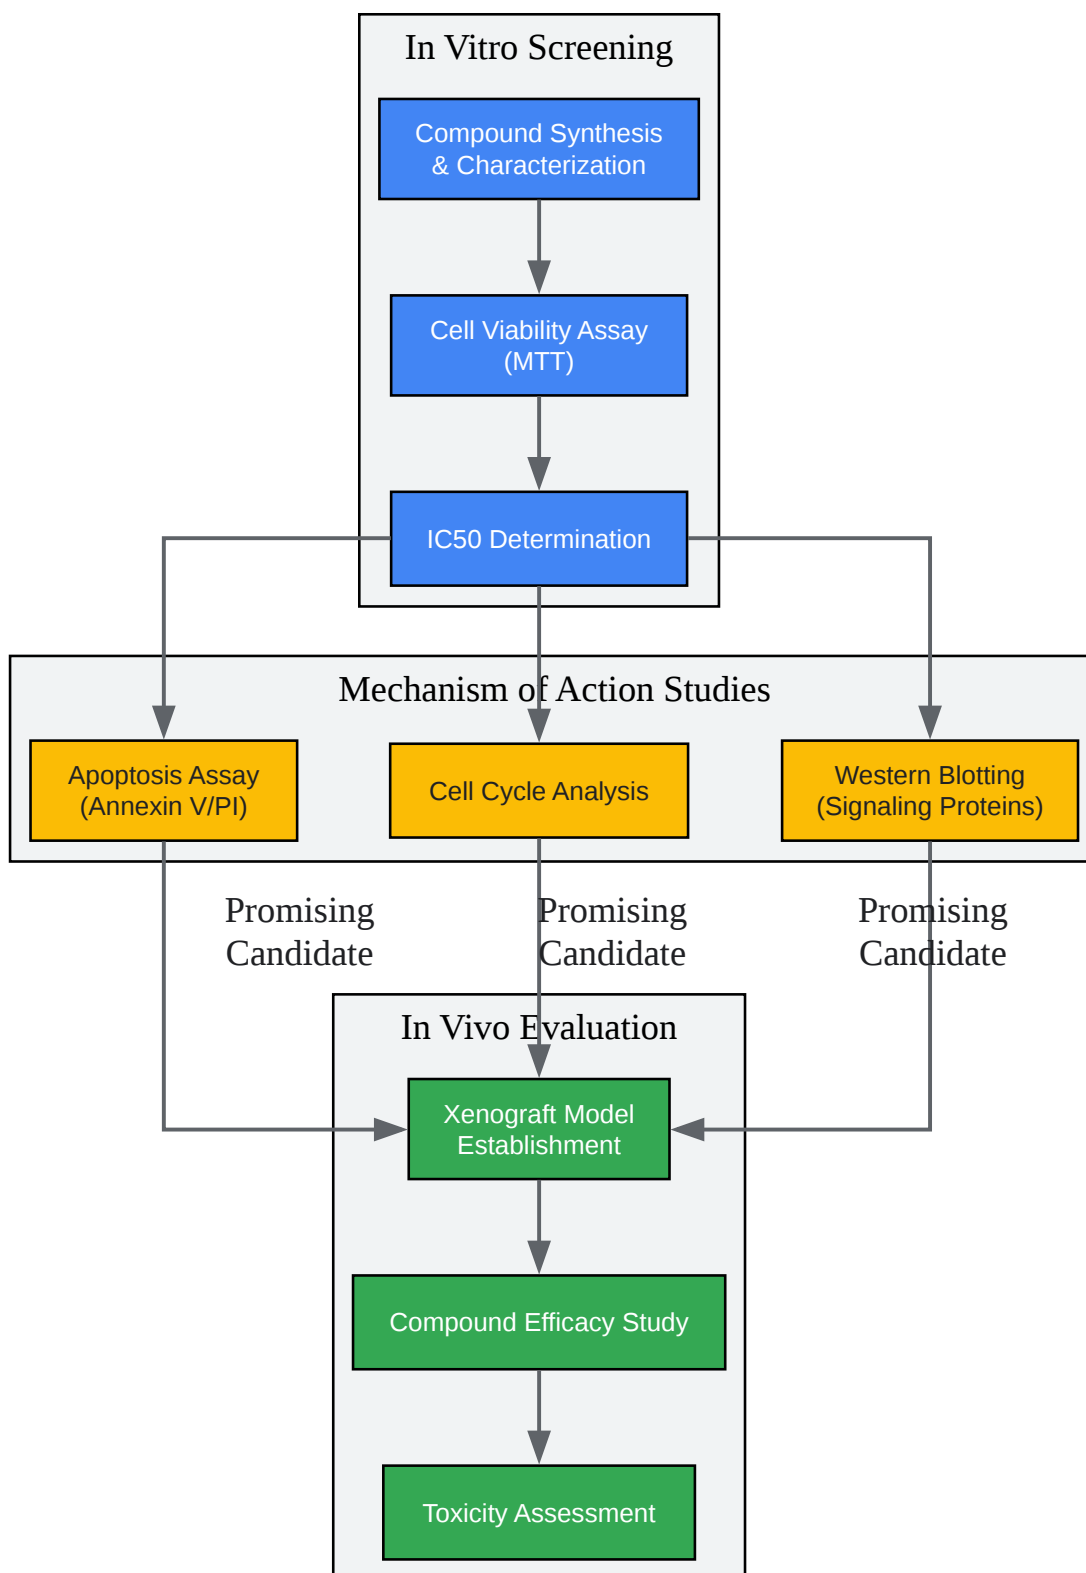 In Vitro Screening
Compound Synthesis
& Characterization
Cell Viability Assay
(MTT)
IC50 Determination
Mechanism of Action Studies
Apoptosis Assay
(Annexin V/PI)
Cell Cycle Analysis
Western Blotting
(Signaling Proteins)
Promising
Candidate
Promising
Candidate
Promising
Candidate
In Vivo Evaluation
Xenograft Model
Establishment
Compound Efficacy Study
Toxicity Assessment